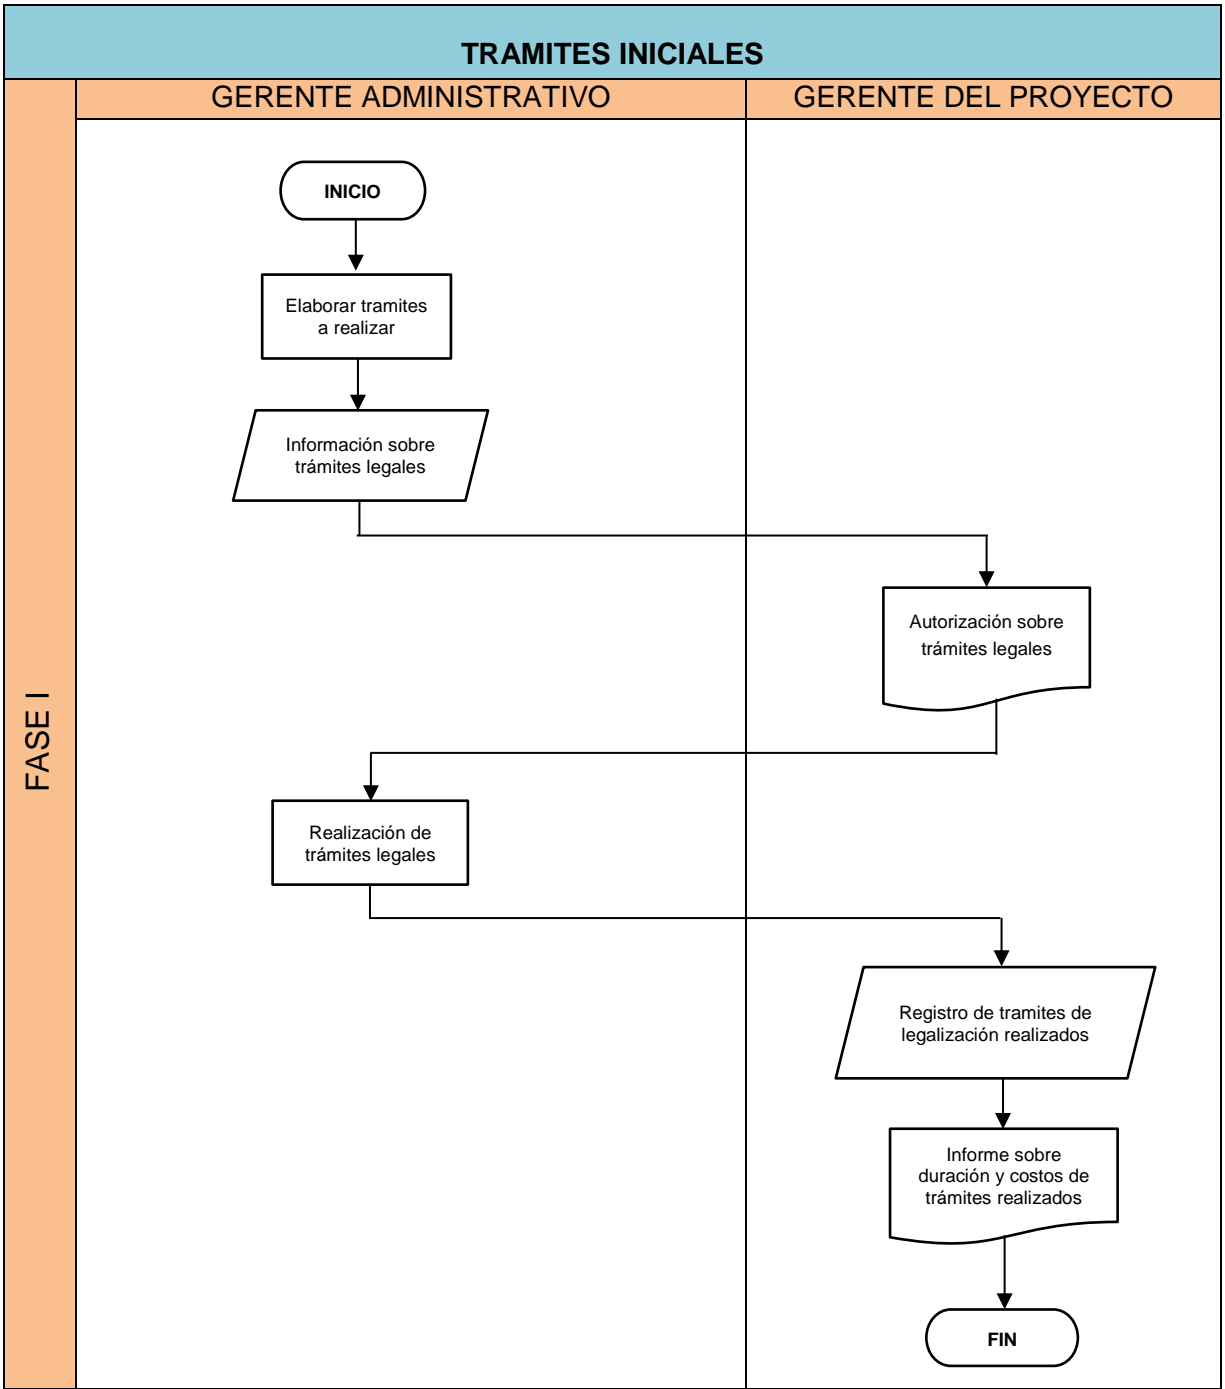 TRAMITES INICIALES
GERENTE ADMINISTRATIVO
GERENTE DEL PROYECTO
FASE I
INICIO
Elaborar tramites
a realizar
Información sobre
trámites legales
Autorización sobre
trámites legales
Realización de
trámites legales
Registro de tramites de
legalización realizados
Informe sobre
duración y costos de
trámites realizados
FIN